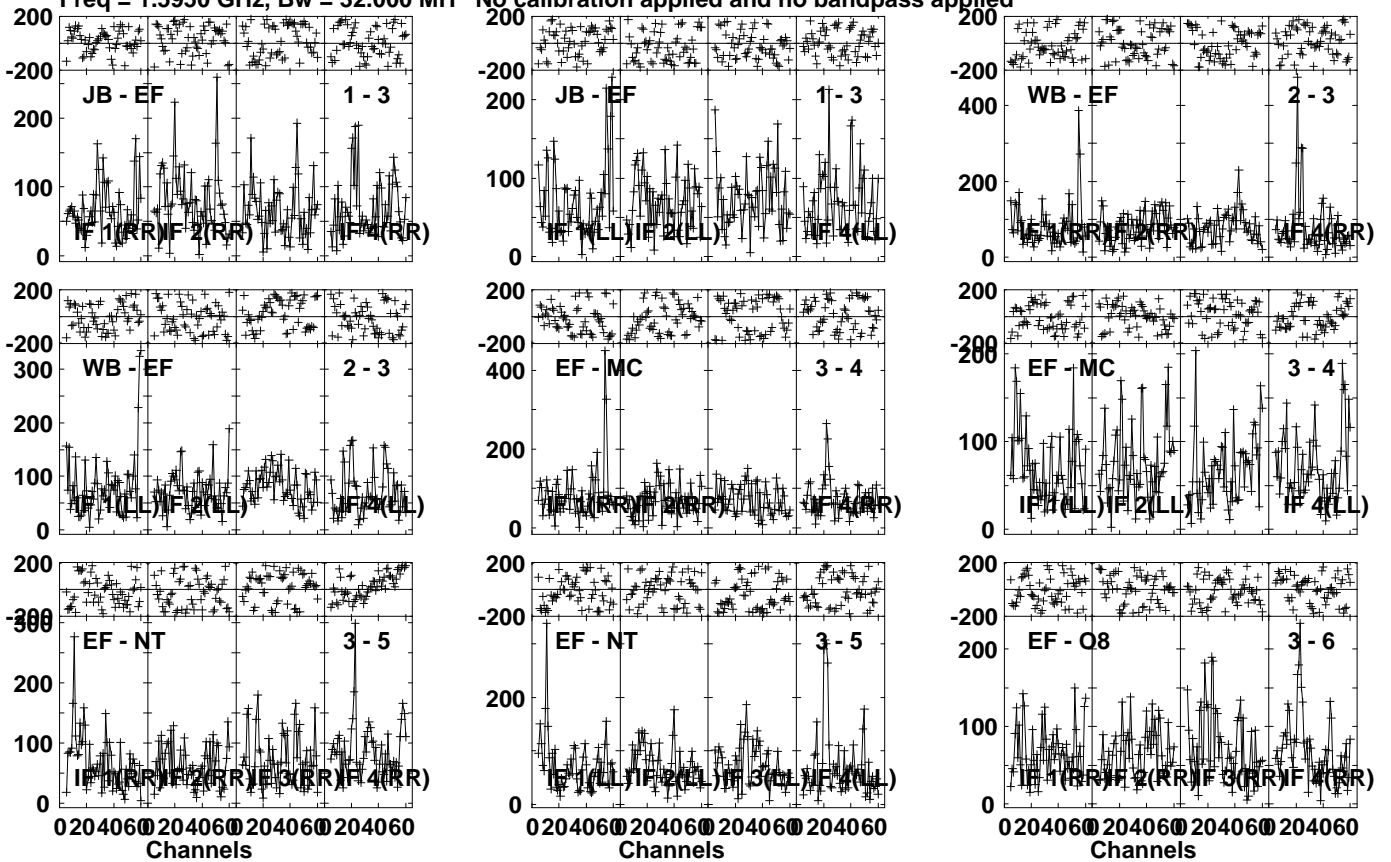 Freq = 1.5950 GHz, Bw = 32.000 MH No calibration applied and no bandpass applied
200
-200
JB - EF 1 - 3
200
100
0
IF 1(RR) IF 2(RR) IF 4(RR)
200
-200
JB - EF 1 - 3
200
100
0
IF 1(LL) IF 2(LL) IF 4(LL)
200
-200
WB - EF 2 - 3
400
200
0
IF 1(RR) IF 2(RR) IF 4(RR)
200
-200
WB - EF 2 - 3
300
200
100
0
IF 1(LL) IF 2(LL) IF 4(LL)
200
-200
EF - MC 3 - 4
400
200
0
IF 1(RR) IF 2(RR) IF 4(RR)
200
-200
200
EF - MC 3 - 4
100
0
IF 1(LL) IF 2(LL) IF 4(LL)
200
-200
300
EF - NT 3 - 5
200
100
0
IF 1(RR) IF 2(RR) IF 3(RR) IF 4(RR)
0 20 40 60 0 20 40 60 0 20 40 60 0 20 40 60
Channels
200
-200
EF - NT 3 - 5
200
0
IF 1(LL) IF 2(LL) IF 3(LL) IF 4(LL)
0 20 40 60 0 20 40 60 0 20 40 60 0 20 40 60
Channels
200
-200
EF - O8 3 - 6
200
100
0
IF 1(RR) IF 2(RR) IF 3(RR) IF 4(RR)
0 20 40 60 0 20 40 60 0 20 40 60 0 20 40 60
Channels